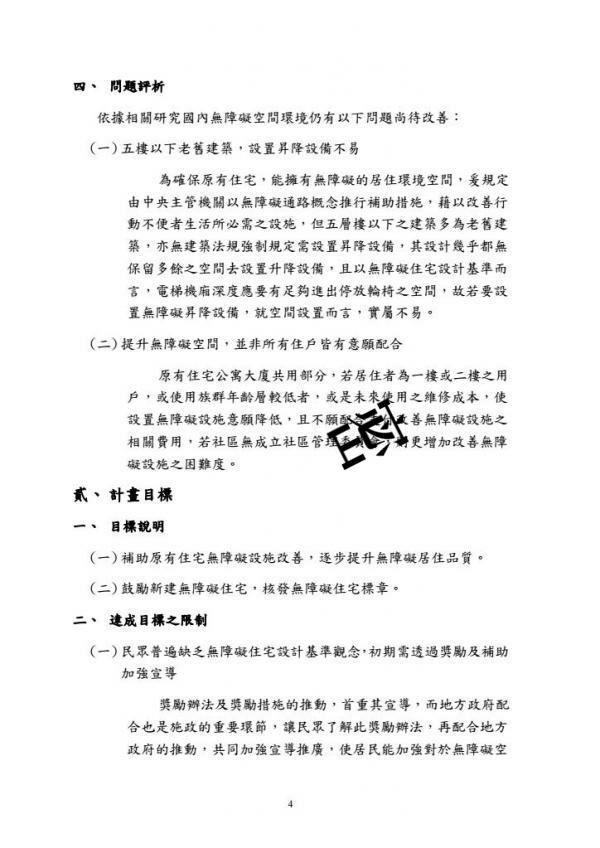 四、 問題評析
依據相關研究國內無障礙空間環境仍有以下問題尚待改善：
(一)五樓以下老舊建築，設置昇降設備不易
為確保原有住宅，能擁有無障礙的居住環境空間，爰規定
由中央主管機關以無障礙通路概念推行補助措施，藉以改善行
動不便者生活所必需之設施，但五層樓以下之建築多為老舊建
築，亦無建築法規強制規定需設置昇降設備，其設計幾乎都無
保留多餘之空間去設置升降設備，且以無障礙住宅設計基準而
言，電梯機廂深度應要有足夠進出停放輪椅之空間，故若要設
置無障礙昇降設備，就空間設置而言，實屬不易。
(二)提升無障礙空間，並非所有住戶皆有意願配合
原有住宅公寓大廈共用部分，若居住者為一樓或二樓之用
戶，或使用族群年齡層較低者，或是未來使用之維修成本，使
設置無障礙設施意願降低，且不願配合 改善無障礙設施之
相關費用，若社區無成立社區管理 更增加改善無障
礙設施之困難度。
貳、計畫目標
一、 目標說明
(一)補助原有住宅無障礙設施改善，逐步提升無障礙居住品質。
(二)鼓勵新建無障礙住宅，核發無障礙住宅標章。
二、 達成目標之限制
(一)民眾普遍缺乏無障礙住宅設計基準觀念，初期需透過獎勵及補助
加強宣導
獎勵辦法及獎勵措施的推動，首重其宣導，而地方政府配
合也是施政的重要環節，讓民眾了解此獎勵辦法，再配合地方
政府的推動，共同加強宣導推廣，使居民能加強對於無障礙空
4